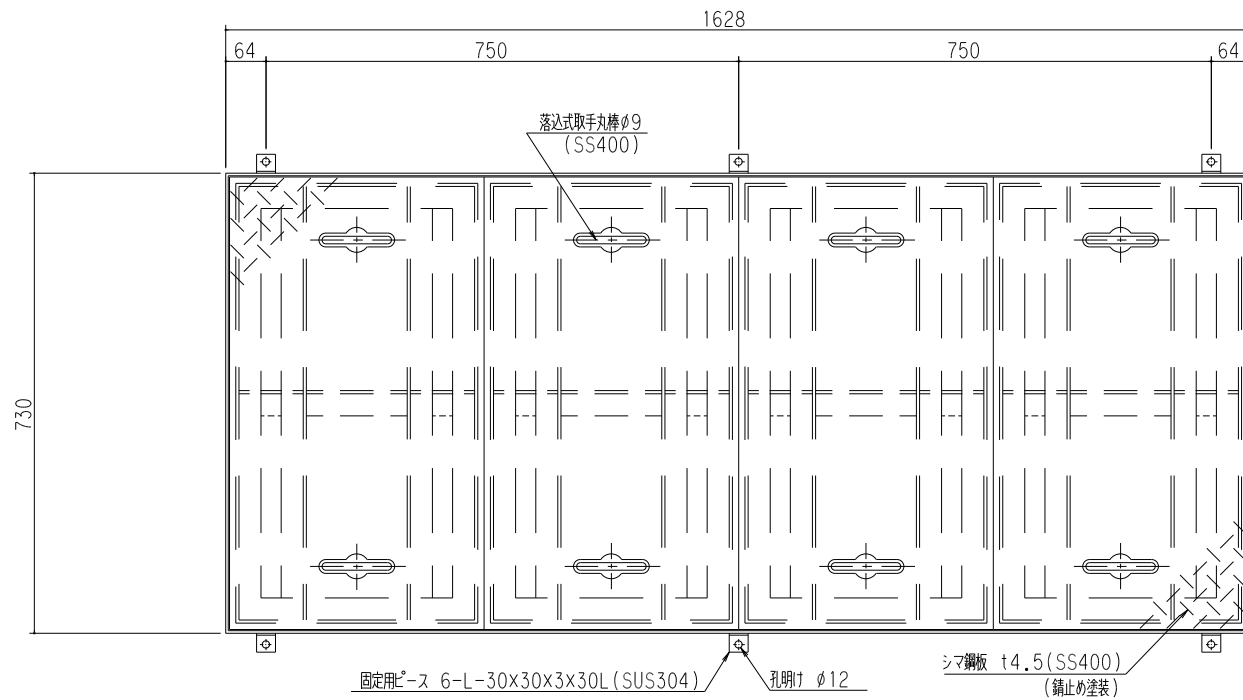 1628
64
750
750
64
落込式取手丸棒φ9
(SS400)
730
固定用ピース 6-L-30X30X3X30L(SUS304)
孔明け φ12
シマ鋼板 t4.5(SS400)
(錆止め塗装)